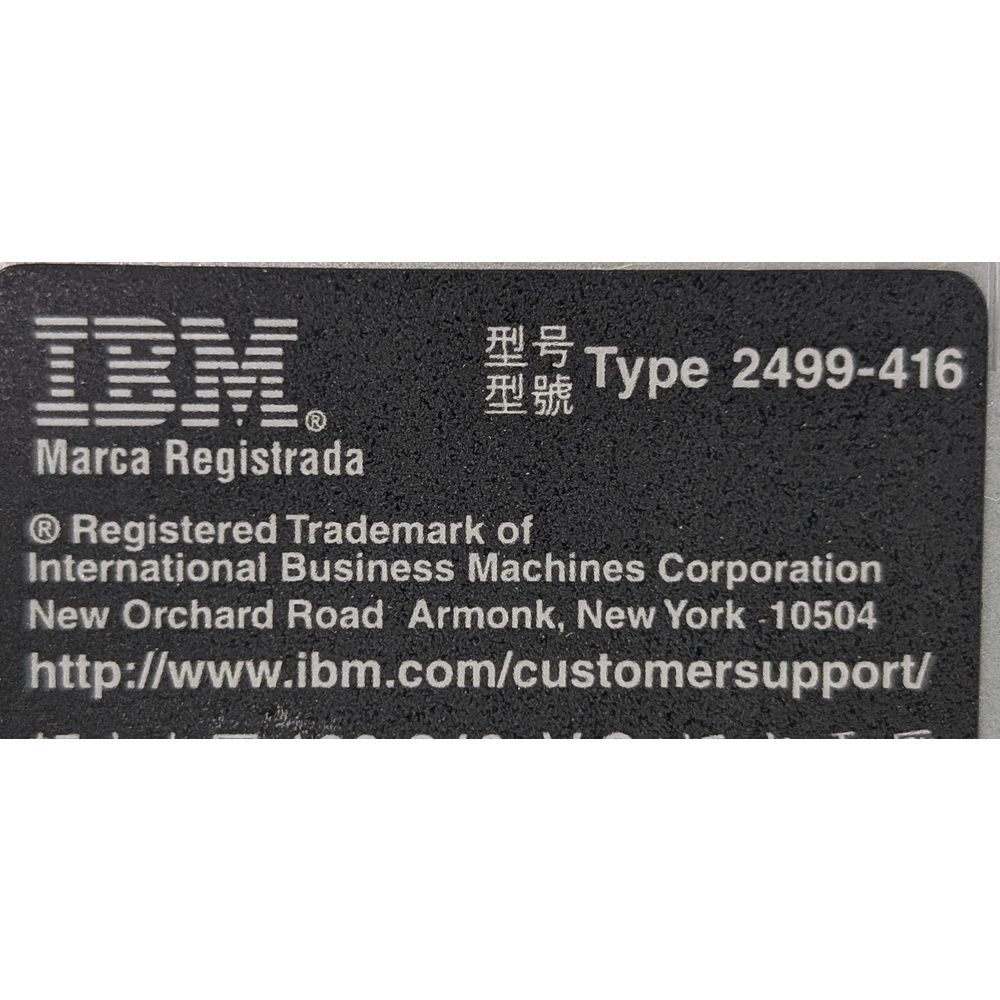 IBM®
Marca Registrada
型号
型號
Type 2499-416
® Registered Trademark of
International Business Machines Corporation
New Orchard Road Armonk, New York 10504
http://www.ibm.com/customersupport/